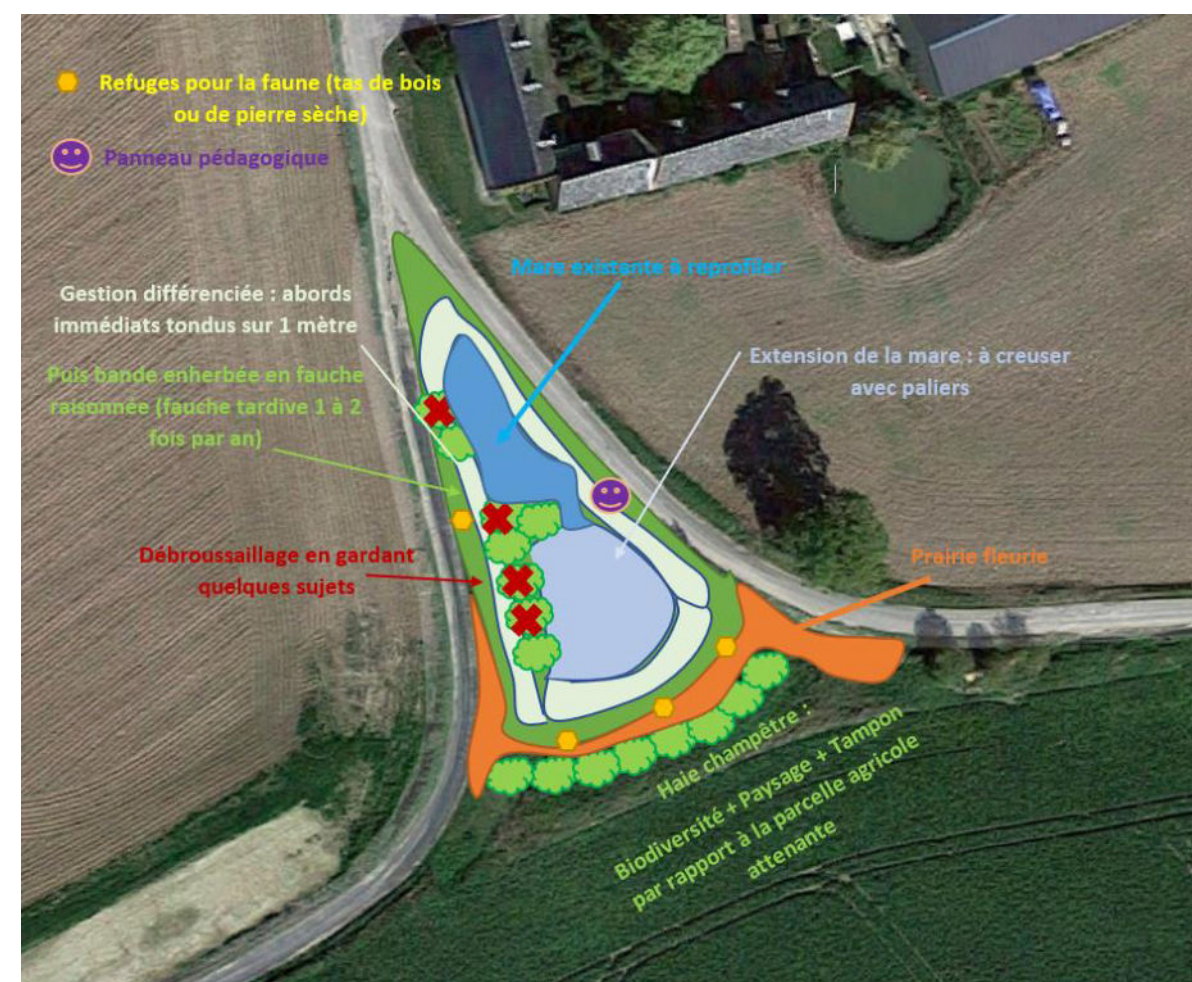 Refuges pour la faune (tas de bois
ou de pierre sèche)
Panneau pédagogique
Mare existante à reprofiler
Gestion différenciée : abords
immédiats tondus sur 1 mètre
Extension de la mare : à creuser
avec paliers
Puis bande enherbée en fauche
raisonnée (fauche tardive 1 à 2
fois par an)
Débroussaillage en gardant
quelques sujets
Prairie fleurie
Haie champêtre :
Biodiversité + Paysage + Tampon
par rapport à la parcelle agricole
attenante